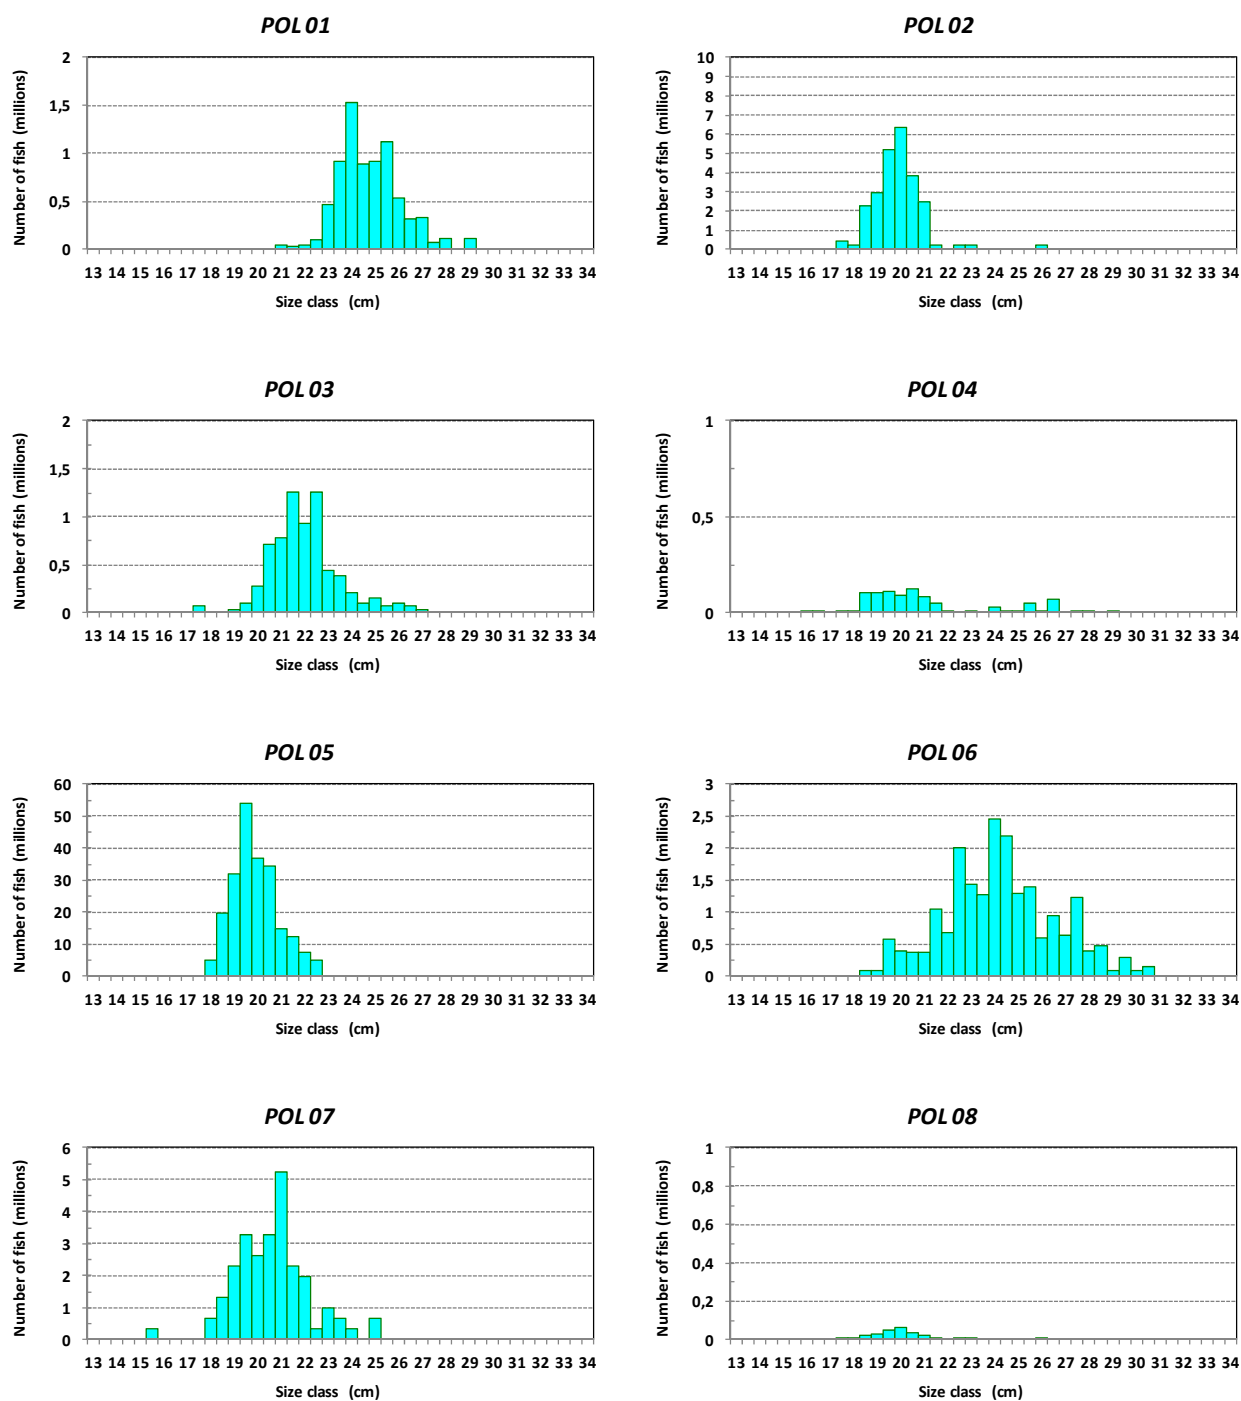 POL 01
Number of fish (millions)
2
1,5
1
0,5
0
13 14 15 16 17 18 19 20 21 22 23 24 25 26 27 28 29 30 31 32 33 34
Size class (cm)
POL 02
Number of fish (millions)
10
9
8
7
6
5
4
3
2
1
0
13 14 15 16 17 18 19 20 21 22 23 24 25 26 27 28 29 30 31 32 33 34
Size class (cm)
POL 03
Number of fish (millions)
2
1,5
1
0,5
0
13 14 15 16 17 18 19 20 21 22 23 24 25 26 27 28 29 30 31 32 33 34
Size class (cm)
POL 04
Number of fish (millions)
1
0,5
0
13 14 15 16 17 18 19 20 21 22 23 24 25 26 27 28 29 30 31 32 33 34
Size class (cm)
POL 05
Number of fish (millions)
60
50
40
30
20
10
0
13 14 15 16 17 18 19 20 21 22 23 24 25 26 27 28 29 30 31 32 33 34
Size class (cm)
POL 06
Number of fish (millions)
3
2,5
2
1,5
1
0,5
0
13 14 15 16 17 18 19 20 21 22 23 24 25 26 27 28 29 30 31 32 33 34
Size class (cm)
POL 07
Number of fish (millions)
6
5
4
3
2
1
0
13 14 15 16 17 18 19 20 21 22 23 24 25 26 27 28 29 30 31 32 33 34
Size class (cm)
POL 08
Number of fish (millions)
1
0,8
0,6
0,4
0,2
0
13 14 15 16 17 18 19 20 21 22 23 24 25 26 27 28 29 30 31 32 33 34
Size class (cm)